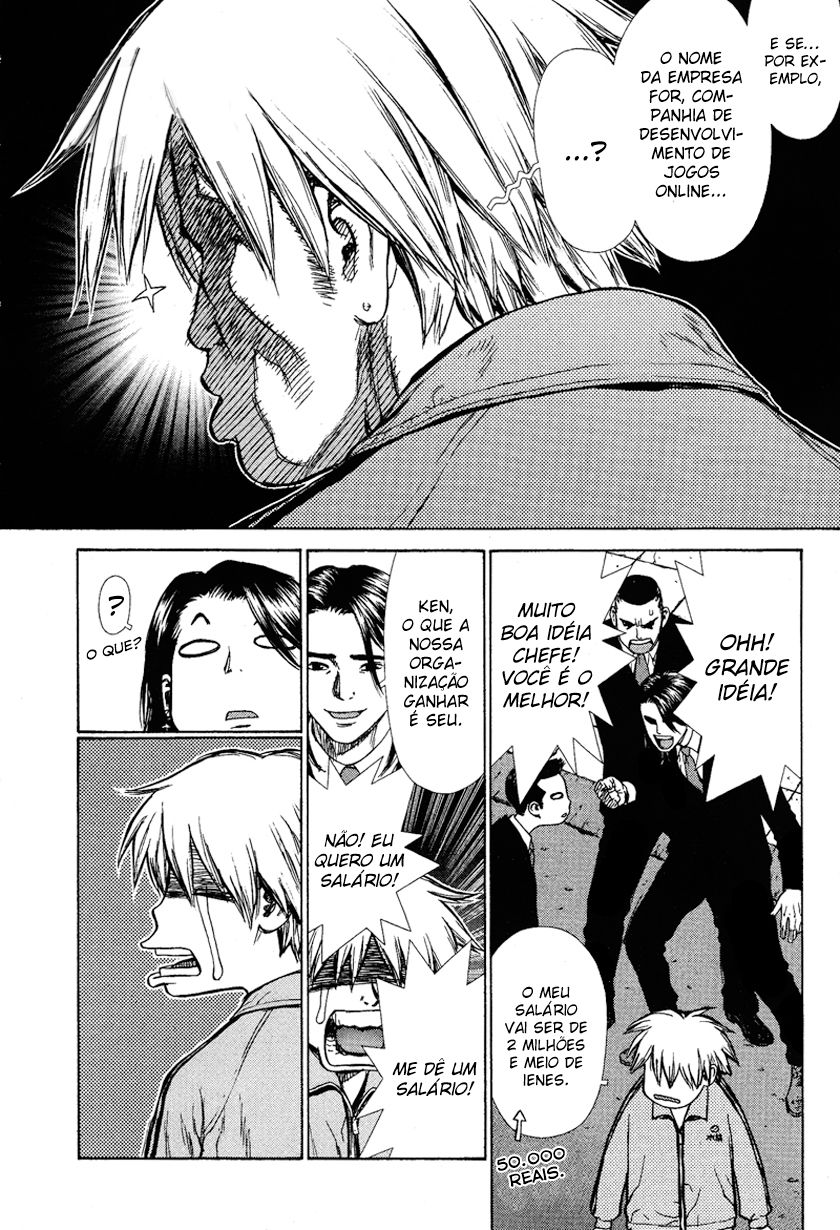 E SE...
POR EX-
EMPLO,
O NOME
DA EMPRESA
FOR, COM-
PANHIA DE
DESENVOLVI-
MENTO DE
JOGOS
ONLINE...
...?
OHH!
GRANDE
IDÉIA!
MUITO
BOA IDÉIA
CHEFE!
VOCÊ É O
MELHOR!
O MEU
SALÁRIO
VAI SER DE
2 MILHÕES
E MEIO DE
IENES.
50.000
REAIS.
KEN,
O QUE A
NOSSA
ORGA-
NIZAÇÃO
GANHAR
É SEU.
NÃO! EU
QUERO UM
SALÁRIO!
ME DÊ UM
SALÁRIO!
?
O QUE?